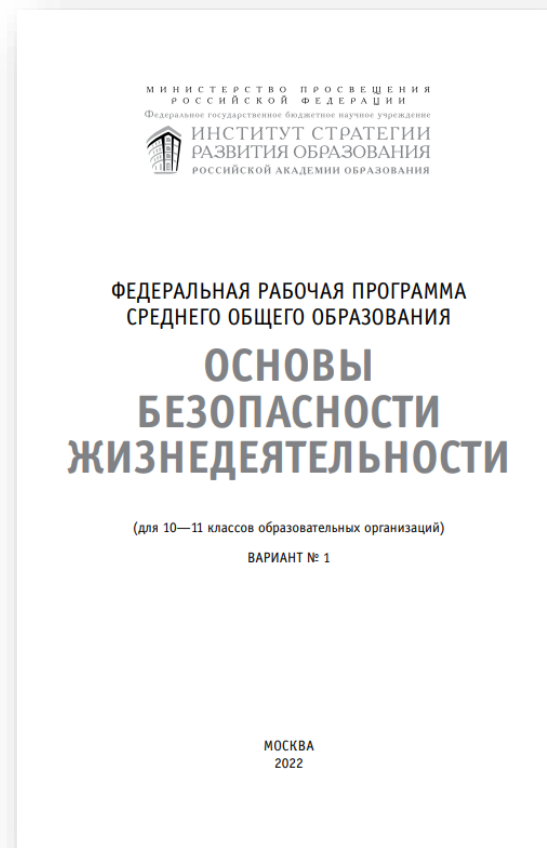 МИНИСТЕРСТВО ПРОСВЕЩЕНИЯ
РОССИЙСКОЙ ФЕДЕРАЦИИ
Федеральное государственное бюджетное научное учреждение
ИНСТИТУТ СТРАТЕГИИ
РАЗВИТИЯ ОБРАЗОВАНИЯ
РОССИЙСКОЙ АКАДЕМИИ ОБРАЗОВАНИЯ
ФЕДЕРАЛЬНАЯ РАБОЧАЯ ПРОГРАММА
СРЕДНЕГО ОБЩЕГО ОБРАЗОВАНИЯ
ОСНОВЫ
БЕЗОПАСНОСТИ
ЖИЗНЕДЕЯТЕЛЬНОСТИ
(для 10—11 классов образовательных организаций)
ВАРИАНТ № 1
МОСКВА
2022